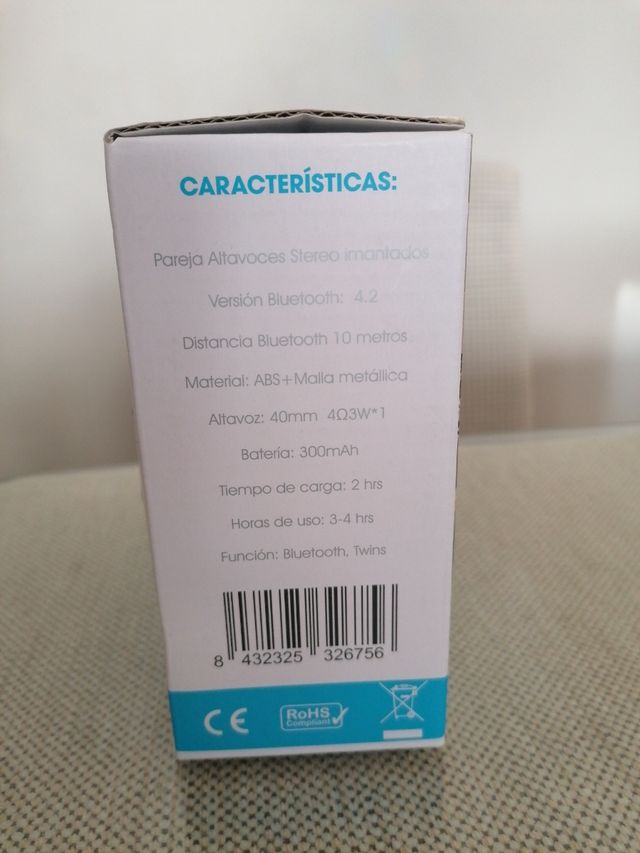 CARACTERÍSTICAS:
Pareja Altavoces Stereo imantados
Versión Bluetooth: 4.2
Distancia Bluetooth 10 metros
Material: ABS+Malla metállica
Altavoz: 40mm 4Ω3W*1
Batería: 300mAh
Tiempo de carga: 2 hrs
Horas de uso: 3-4 hrs
Función: Bluetooth, Twins
8 432325 326756
CE RoHS
Compliant